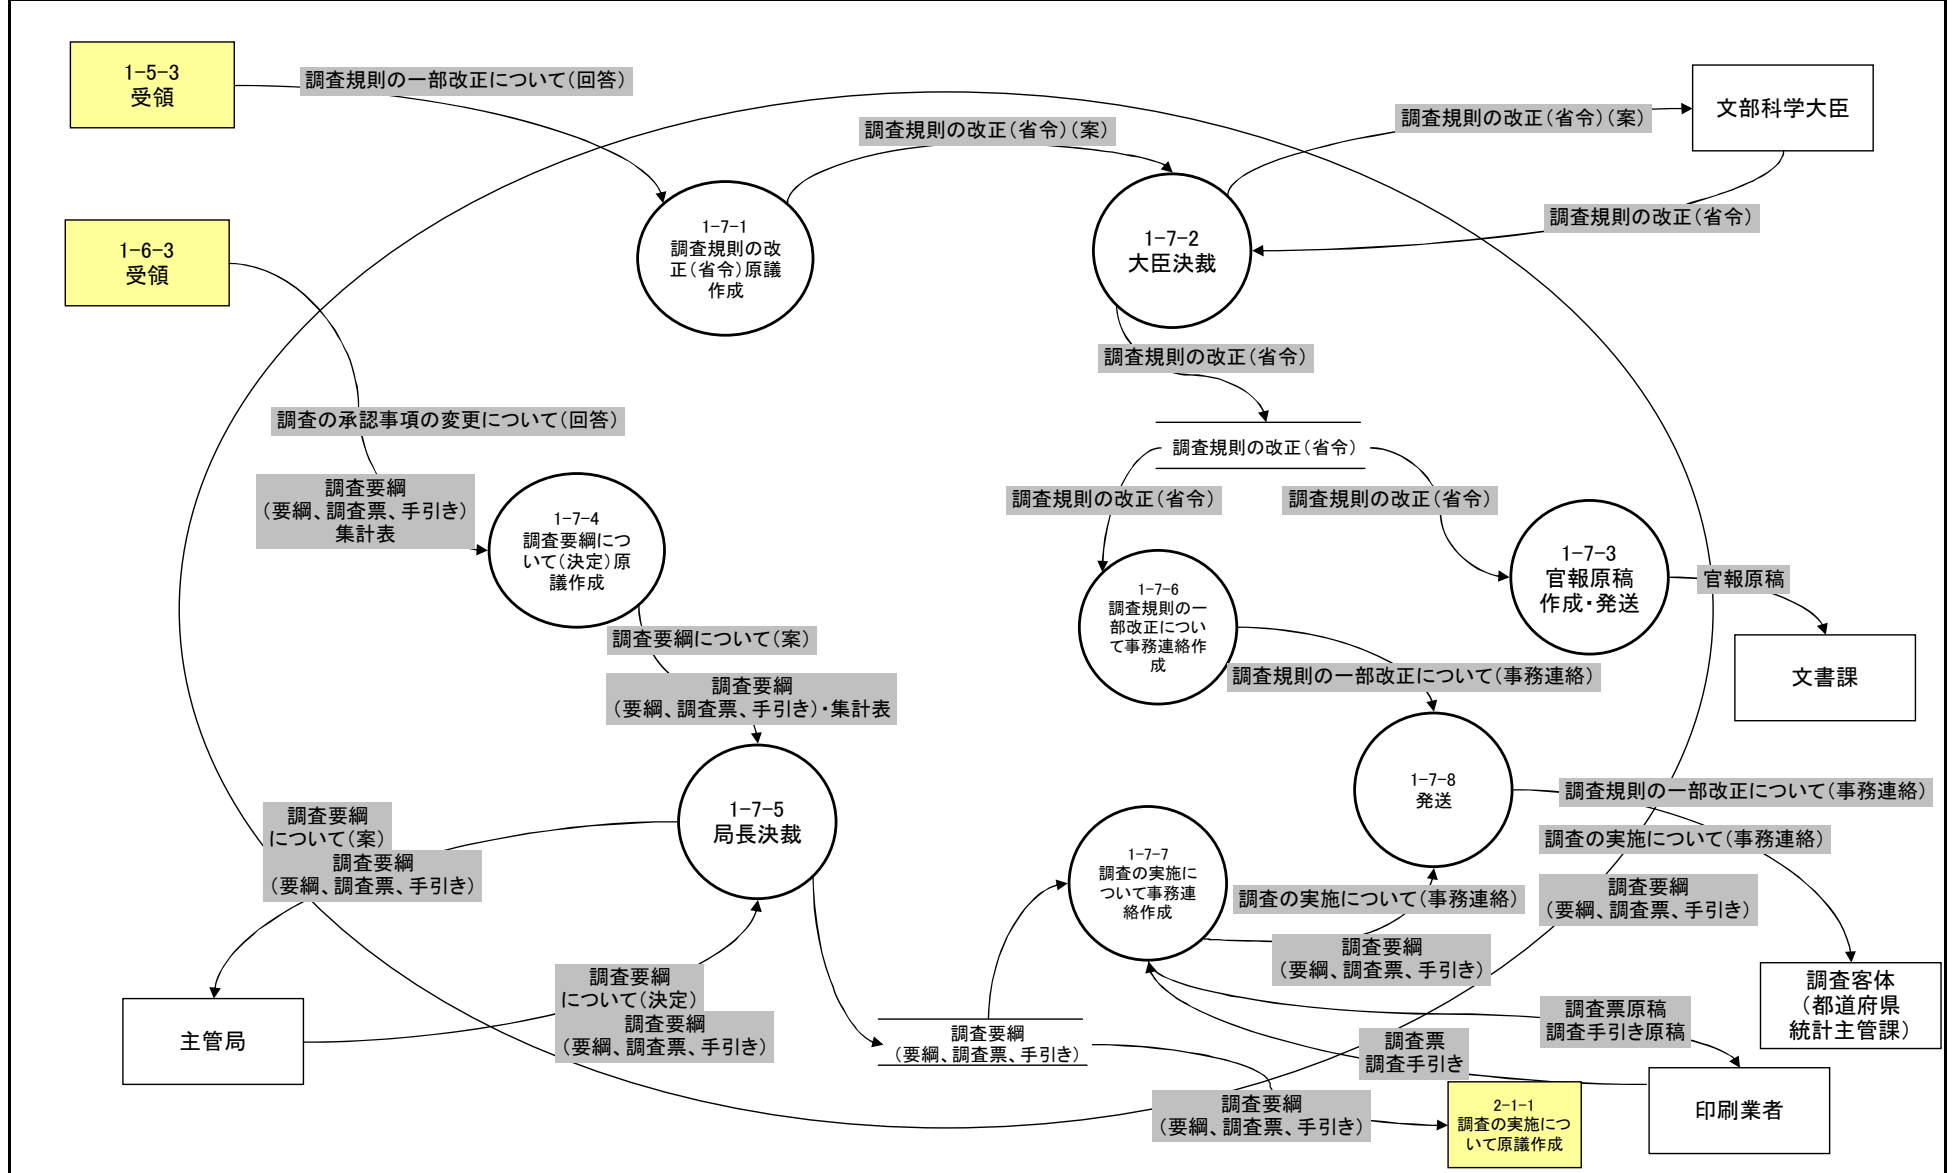 1-5-3
受領
調査規則の一部改正について(回答)
調査規則の改正(省令)(案)
調査規則の改正(省令)(案)
文部科学大臣
調査規則の改正(省令)
1-6-3
受領
1-7-1
調査規則の改
正(省令)原議
作成
1-7-2
大臣決裁
調査規則の改正(省令)
調査の承認事項の変更について(回答)
調査規則の改正(省令)
調査要綱
(要綱、調査票、手引き)
集計表
1-7-4
調査要綱につ
いて(決定)原
議作成
調査規則の改正(省令)
調査規則の改正(省令)
1-7-3
官報原稿
作成・発送
官報原稿
1-7-6
調査規則の一
部改正につい
て事務連絡作
成
調査要綱について(案)
調査規則の一部改正について(事務連絡)
文書課
調査要綱
(要綱、調査票、手引き)・集計表
1-7-5
局長決裁
1-7-8
発送
調査規則の一部改正について(事務連絡)
調査の実施について(事務連絡)
調査要綱
について(案)
調査要綱
(要綱、調査票、手引き)
1-7-7
調査の実施に
ついて事務連
絡作成
調査の実施について(事務連絡)
調査要綱
(要綱、調査票、手引き)
調査要綱
(要綱、調査票、手引き)
調査要綱
について(決定)
調査要綱
(要綱、調査票、手引き)
主管局
調査要綱
(要綱、調査票、手引き)
調査票原稿
調査手引き原稿
調査客体
(都道府県
統計主管課)
調査票
調査手引き
調査要綱
(要綱、調査票、手引き)
2-1-1
調査の実施につ
いて原議作成
印刷業者